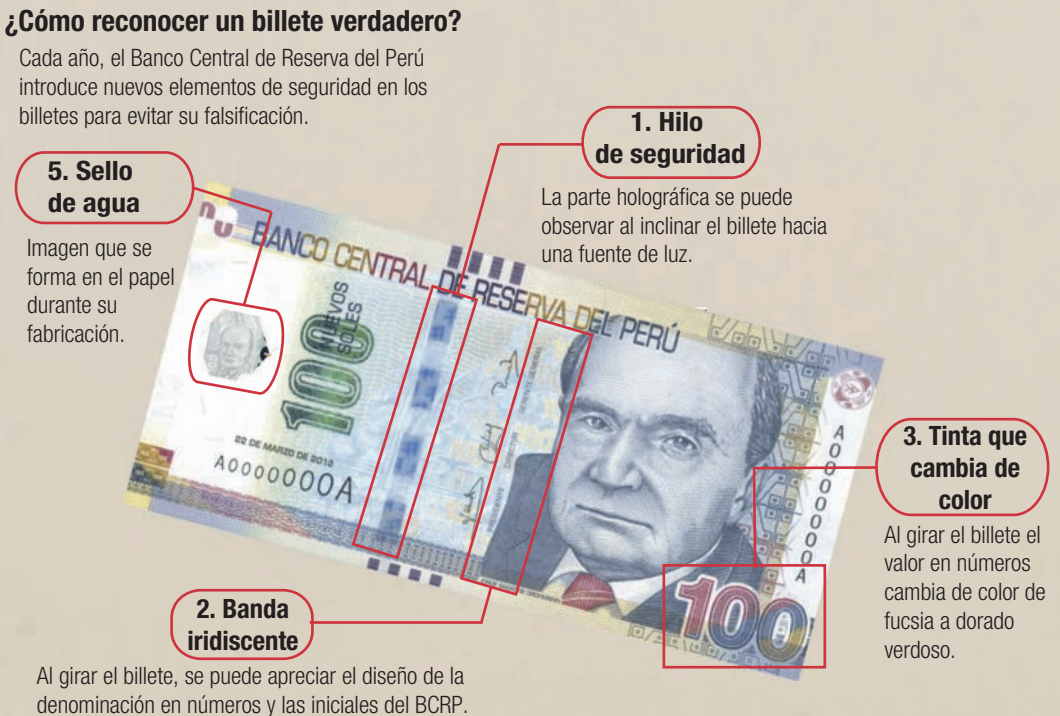 ¿Cómo reconocer un billete verdadero?
Cada año, el Banco Central de Reserva del Perú
introduce nuevos elementos de seguridad en los
billetes para evitar su falsificación.
1. Hilo
de seguridad
La parte holográfica se puede
observar al inclinar el billete hacia
una fuente de luz.
5. Sello
de agua
Imagen que se
forma en el papel
durante su
fabricación.
BANCO CENTRAL DE RESERVA DEL PERÚ
100
NUEVOS
SOLES
22 DE MARZO DE 2012
A0000000A
PRESIDENTE
DIRECTOR
GERENTE GENERAL
A0000000A
100
3. Tinta que
cambia de
color
Al girar el billete el
valor en números
cambia de color de
fucsia a dorado
verdoso.
2. Banda
iridiscente
Al girar el billete, se puede apreciar el diseño de la
denominación en números y las iniciales del BCRP.